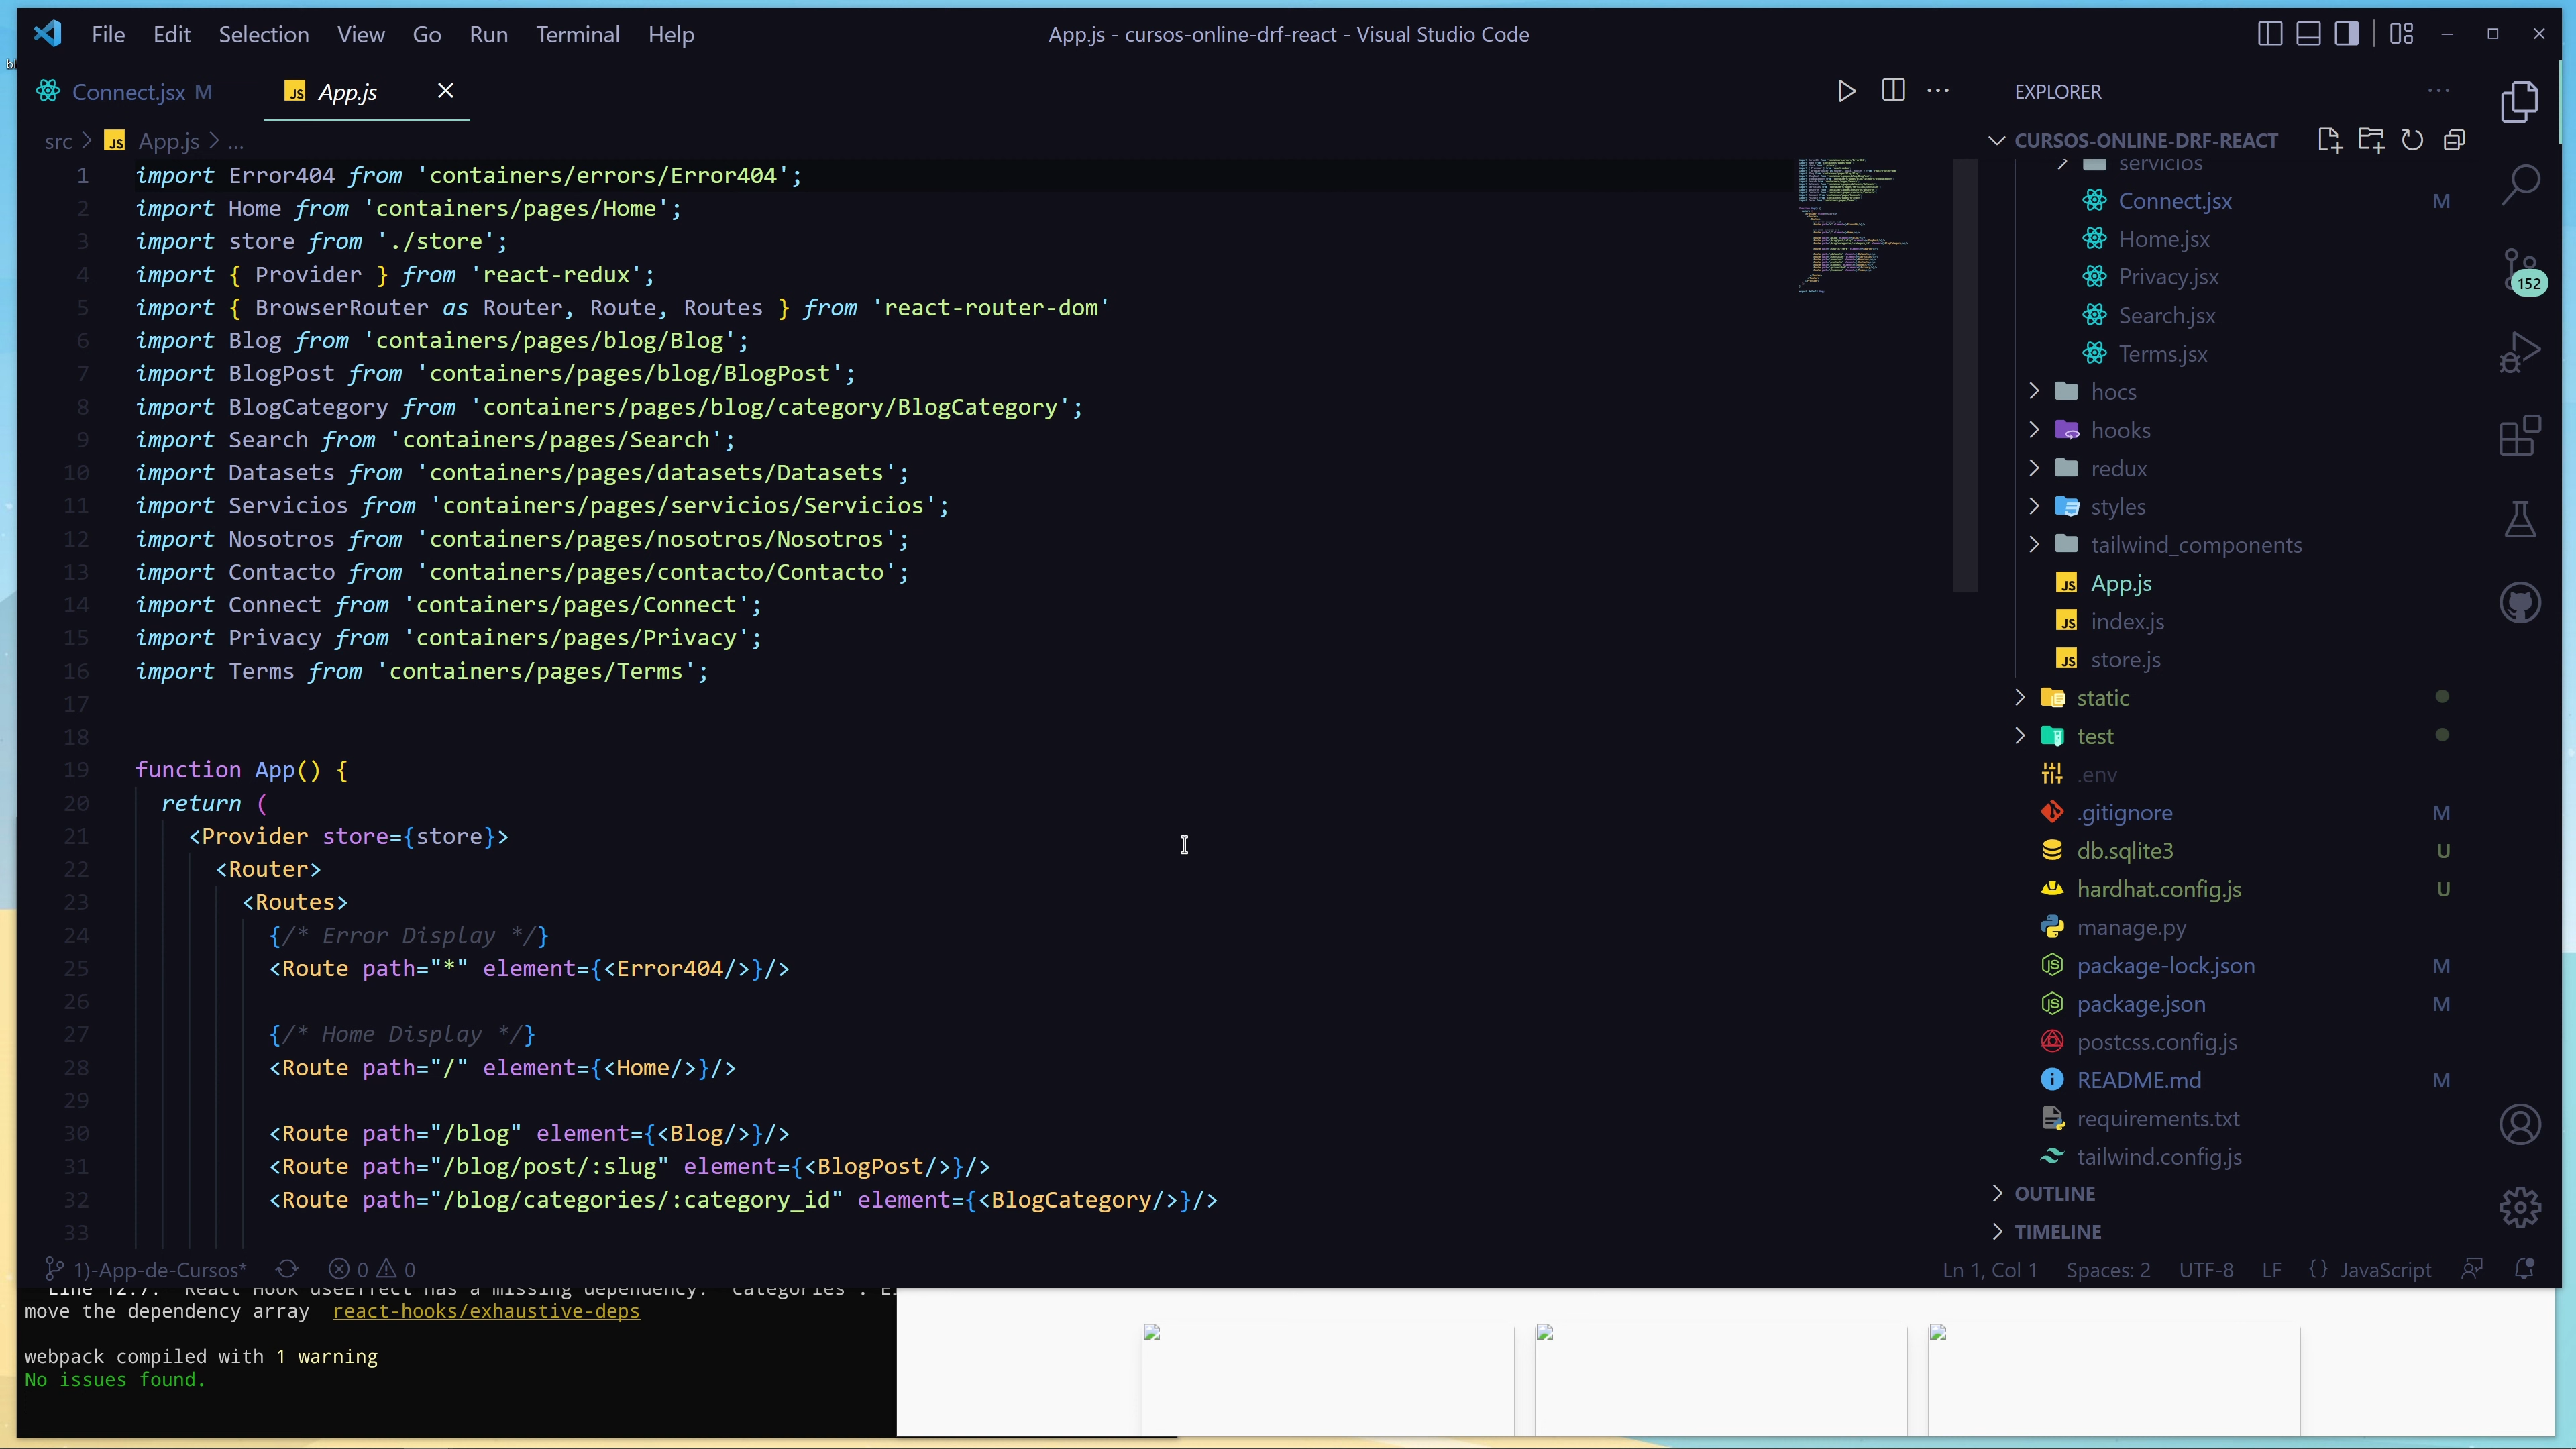 File Edit Selection View Go Run Terminal Help
App.js - cursos-online-drf-react - Visual Studio Code
Connect.jsx M
JS App.js
src > JS App.js > ...
1 import Error404 from 'containers/errors/Error404';
2 import Home from 'containers/pages/Home';
3 import store from './store';
4 import { Provider } from 'react-redux';
5 import { BrowserRouter as Router, Route, Routes } from 'react-router-dom'
6 import Blog from 'containers/pages/blog/Blog';
7 import BlogPost from 'containers/pages/blog/BlogPost';
8 import BlogCategory from 'containers/pages/blog/category/BlogCategory';
9 import Search from 'containers/pages/Search';
10 import Datasets from 'containers/pages/datasets/Datasets';
11 import Servicios from 'containers/pages/servicios/Servicios';
12 import Nosotros from 'containers/pages/nosotros/Nosotros';
13 import Contacto from 'containers/pages/contacto/Contacto';
14 import Connect from 'containers/pages/Connect';
15 import Privacy from 'containers/pages/Privacy';
16 import Terms from 'containers/pages/Terms';
17
18
19 function App() {
20 return (
21 <Provider store={store}>
22 <Router>
23 <Routes>
24 {/* Error Display */}
25 <Route path="*" element={<Error404/>}/>
26
27 {/* Home Display */}
28 <Route path="/" element={<Home/>}/>
29
30 <Route path="/blog" element={<Blog/>}/>
31 <Route path="/blog/post/:slug" element={<BlogPost/>}/>
32 <Route path="/blog/categories/:category_id" element={<BlogCategory/>}/>
33
EXPLORER
CURSOS-ONLINE-DRF-REACT
servicios
Connect.jsx M
Home.jsx
Privacy.jsx
Search.jsx
Terms.jsx
hocs
hooks
redux
styles
tailwind_components
JS App.js
JS index.js
JS store.js
static
test
.env
.gitignore M
db.sqlite3 U
hardhat.config.js U
manage.py
package-lock.json M
package.json M
postcss.config.js
README.md M
requirements.txt
tailwind.config.js
OUTLINE
TIMELINE
152
1)-App-de-Cursos* 0 0
Ln 1, Col 1 Spaces: 2 UTF-8 LF {} JavaScript
React Hook useEffect has a missing dependency: 'categories'.
move the dependency array react-hooks/exhaustive-deps
webpack compiled with 1 warning
No issues found.